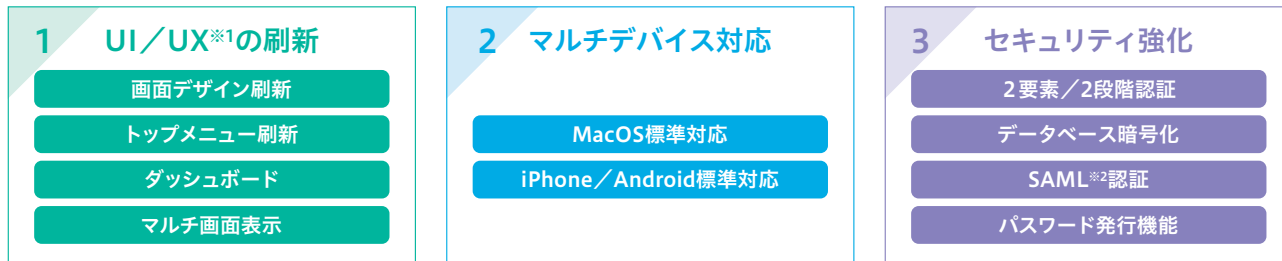 1 UI／UX※1の刷新
画面デザイン刷新
トップメニュー刷新
ダッシュボード
マルチ画面表示
2 マルチデバイス対応
MacOS標準対応
iPhone／Android標準対応
3 セキュリティ強化
2要素／2段階認証
データベース暗号化
SAML※2認証
パスワード発行機能